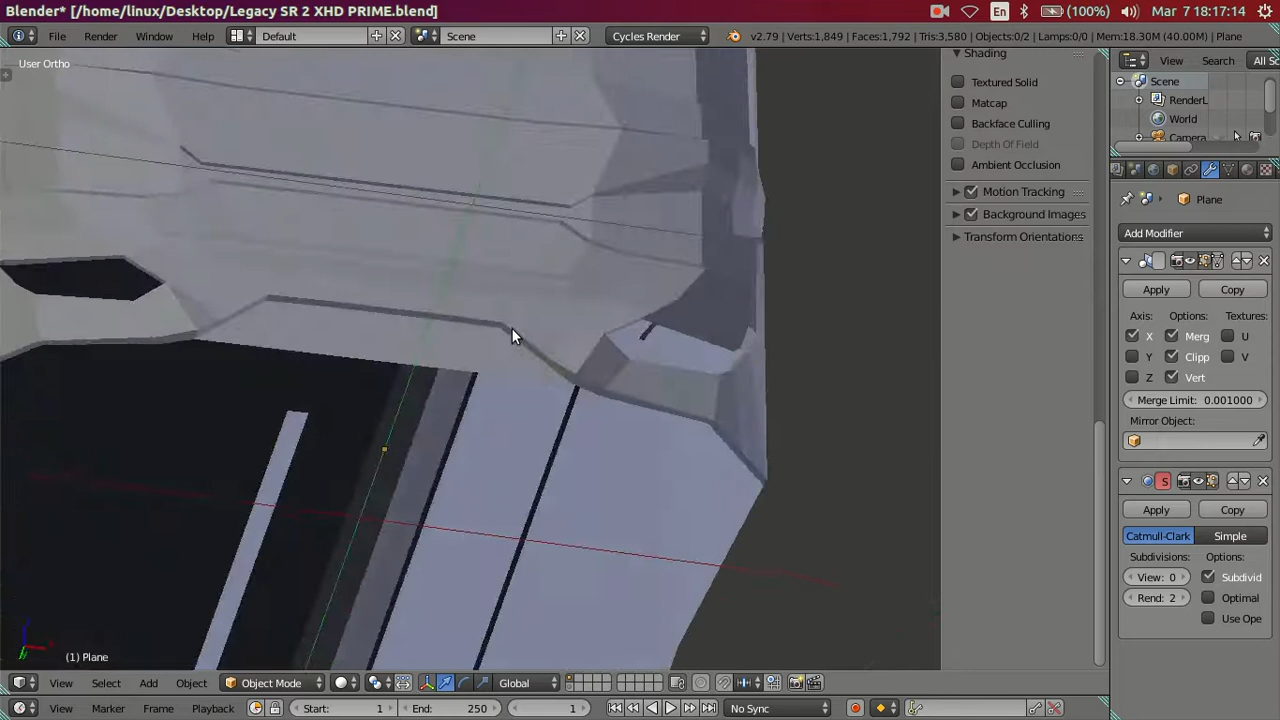 Blender* [/home/linux/Desktop/Legacy SR 2 XHD PRIME.blend]
En (100%) Mar 7 18:17:14
File Render Window Help Default Scene Cycles Render v2.79 | Verts:1,849 | Faces:1,792 | Tris:3,580 | Objects:0/2 | Lamps:0/0 | Mem:18.30M (40.00M) | Plane
View Search All Sc
User Ortho
Shading
Textured Solid
Matcap
Backface Culling
Depth Of Field
Ambient Occlusion
Motion Tracking
Background Images
Transform Orientations
Scene
RenderL
World
Camera
Plane
Add Modifier
Apply Copy
Axis: Options: Textures:
X Merg U
Y Clipp V
Z Vert
Merge Limit: 0.001000
Mirror Object:
S
Apply Copy
Catmull-Clark Simple
Subdivisions: Options:
View: 0 Subdivid
Rend: 2 Optimal
Use Ope
(1) Plane
View Select Add Object Object Mode Global
View Marker Frame Playback Start: 1 End: 250 1 No Sync